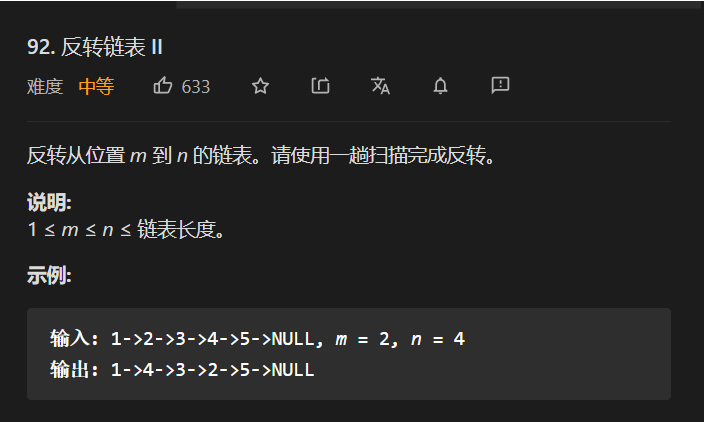 92. 反转链表 II
难度 中等 633
反转从位置 m 到 n 的链表。请使用一趟扫描完成反转。
说明:
1 ≤ m ≤ n ≤ 链表长度。
示例:
输入: 1->2->3->4->5->NULL, m = 2, n = 4
输出: 1->4->3->2->5->NULL